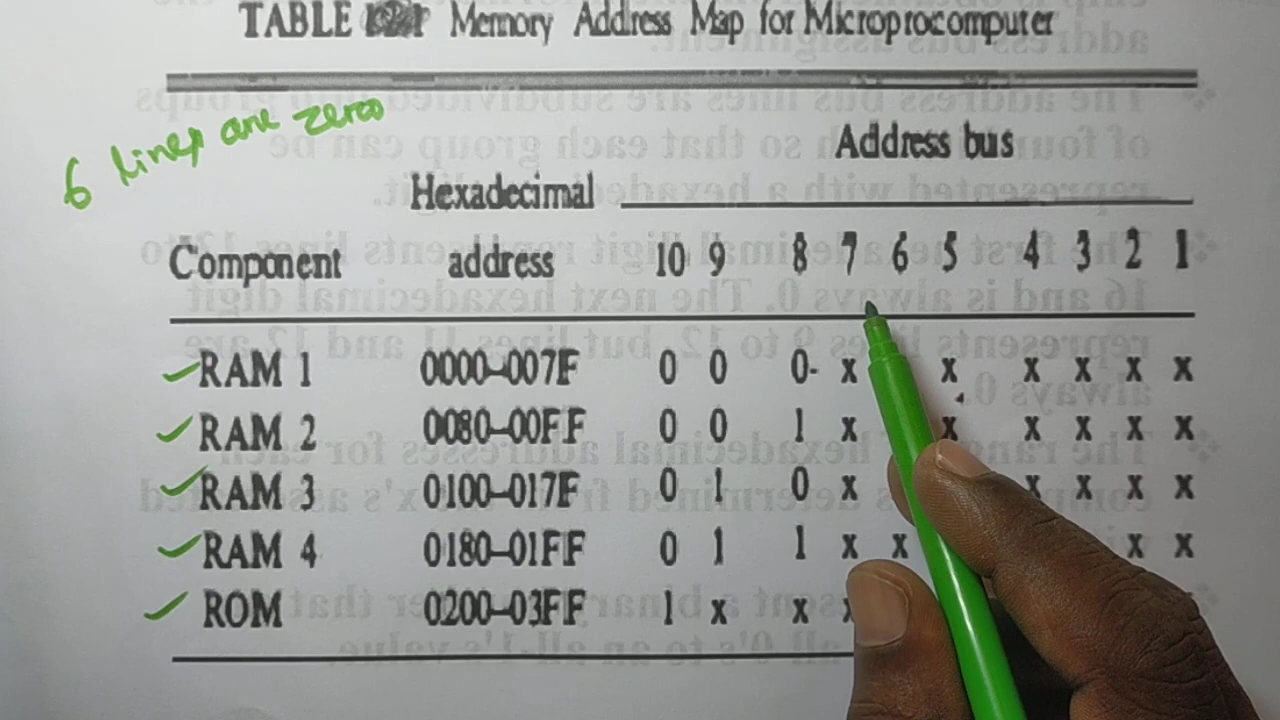 TABLE Memory Address Map for Microprocomputer
6 lines are zeros
Address bus
Hexadecimal
Component address 10 9 8 7 6 5 4 3 2 1
RAM 1 0000–007F 0 0 0 x x x x x x
RAM 2 0080–00FF 0 0 1 x x x x x x
RAM 3 0100–017F 0 1 0 x x x x x
RAM 4 0180–01FF 0 1 1 x x x x
ROM 0200–03FF 1 x x